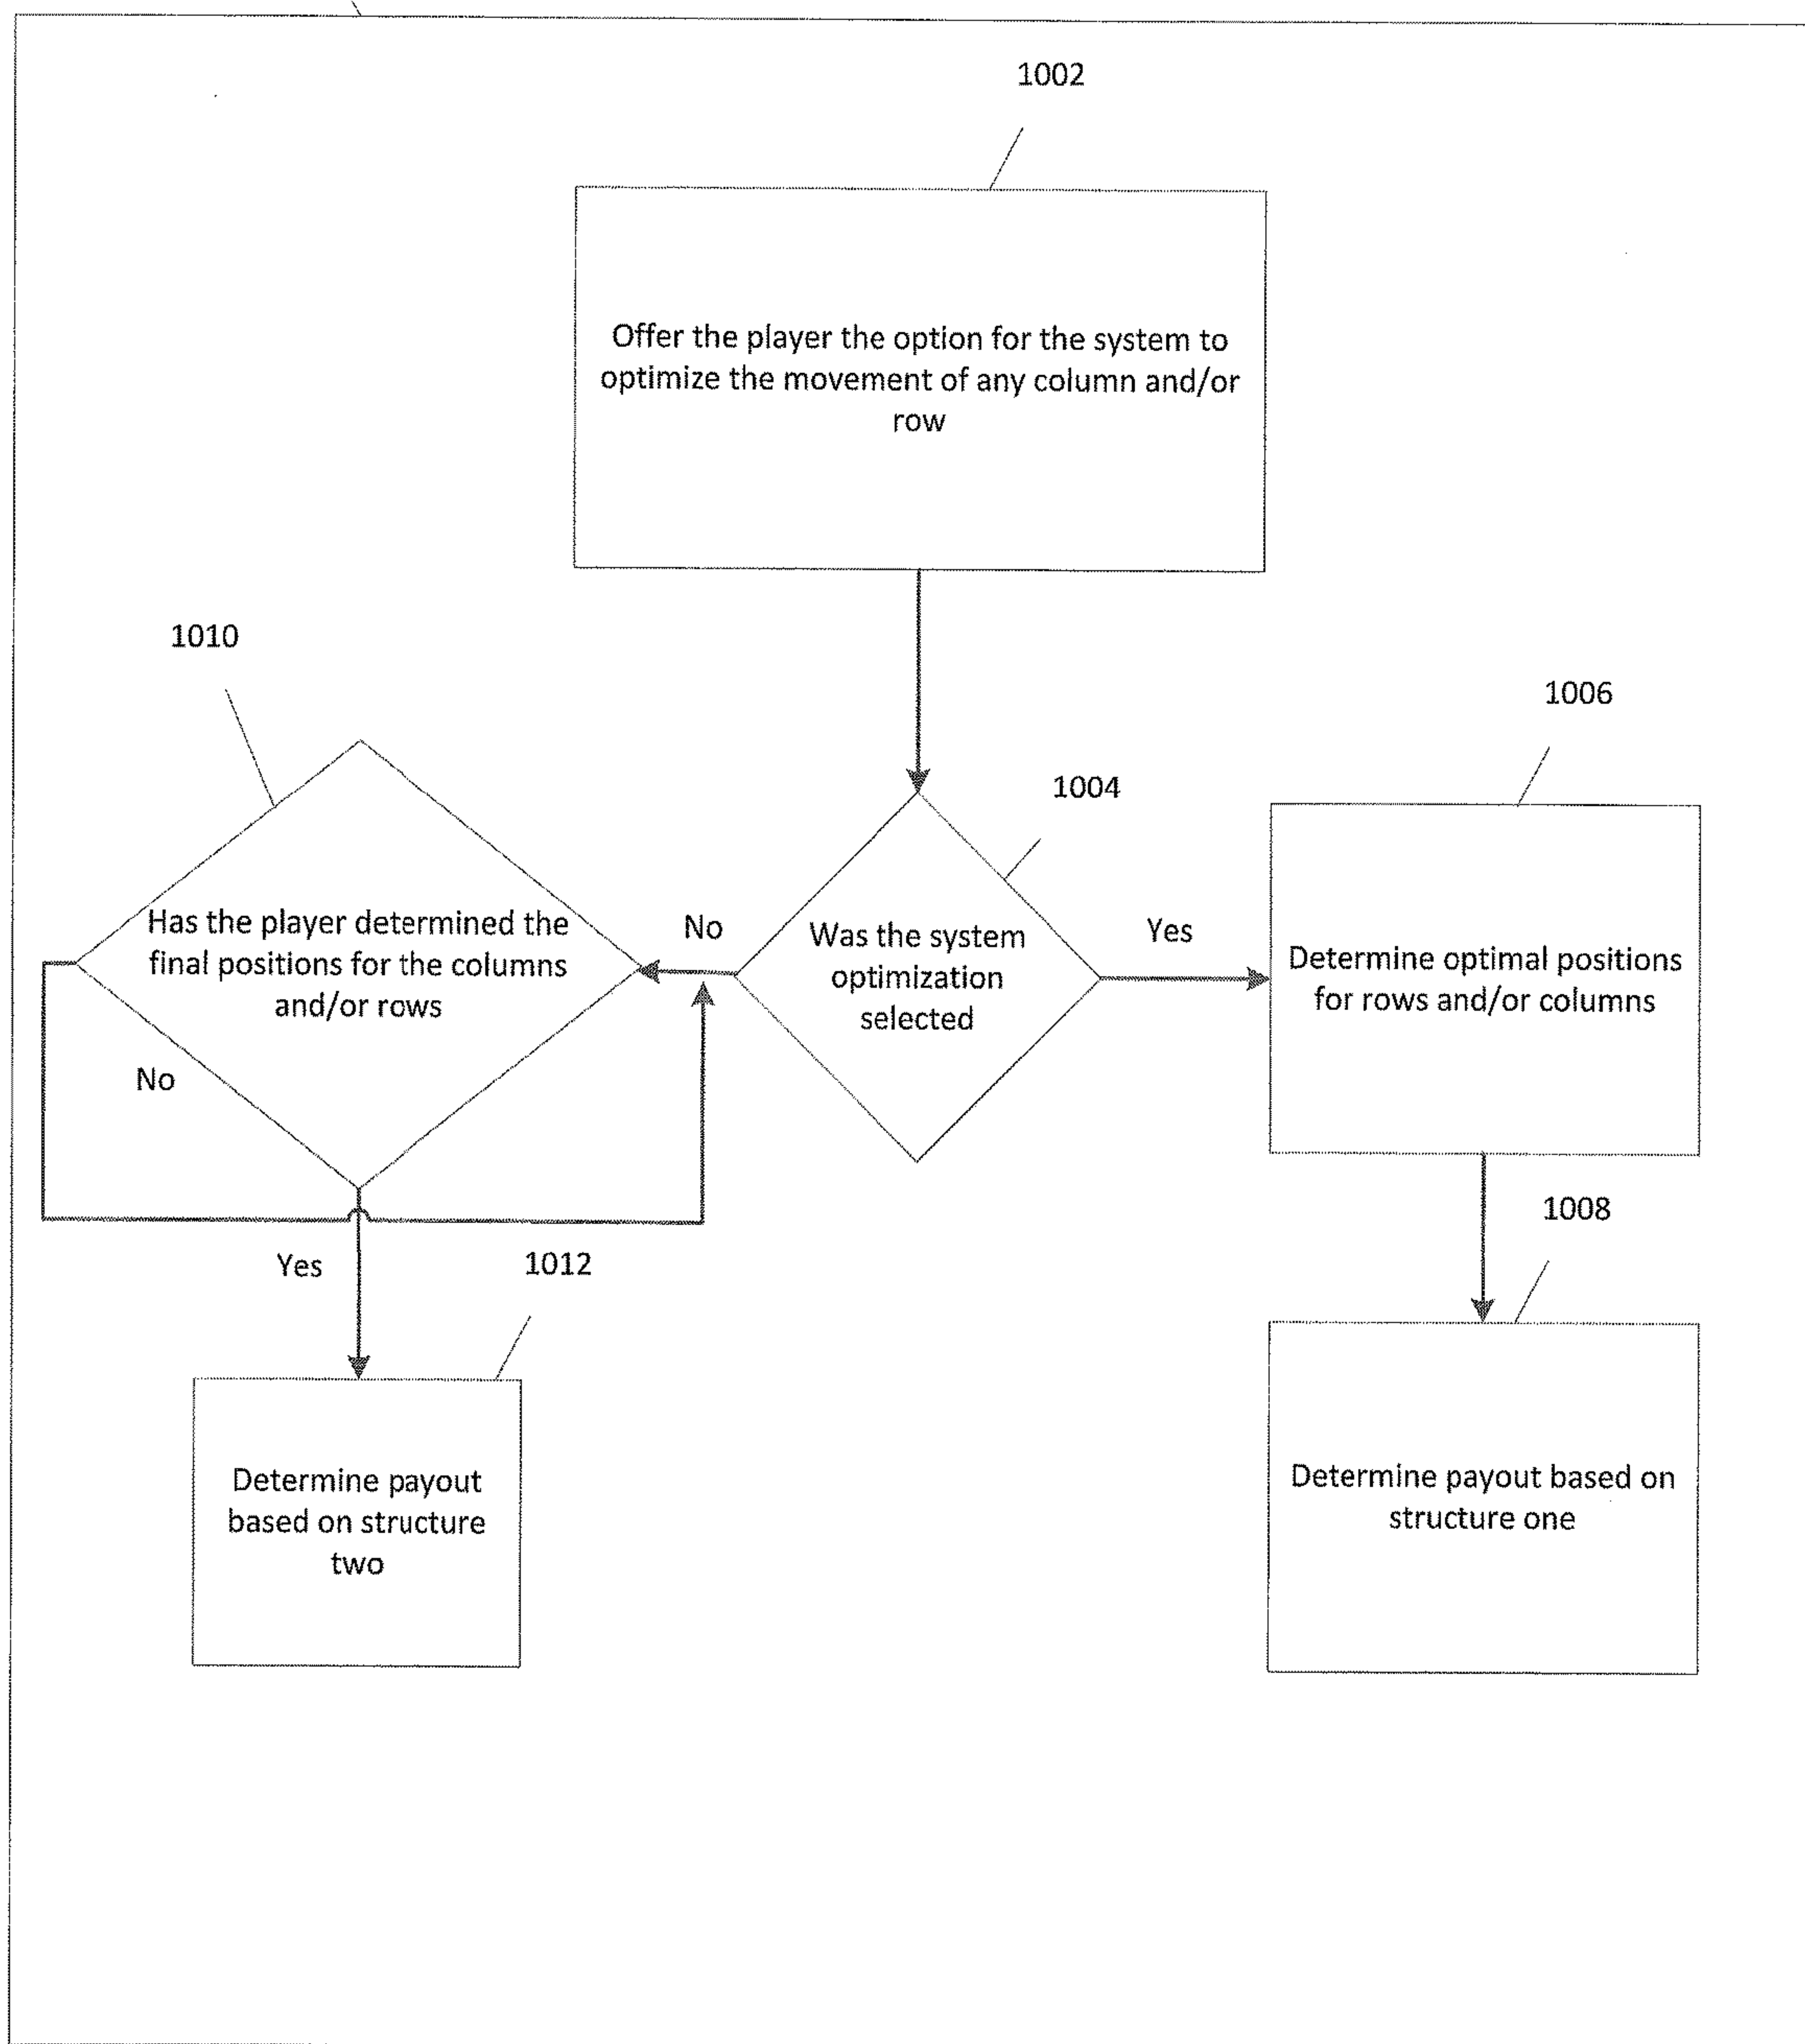 1002
Offer the player the option for the system to
optimize the movement of any column and/or
row
1010
1006
1004
Has the player determined the
final positions for the columns
and/or rows
No
Was the system
optimization
selected
Yes
Determine optimal positions
for rows and/or columns
No
1008
Yes
1012
Determine payout
based on structure
two
Determine payout based on
structure one